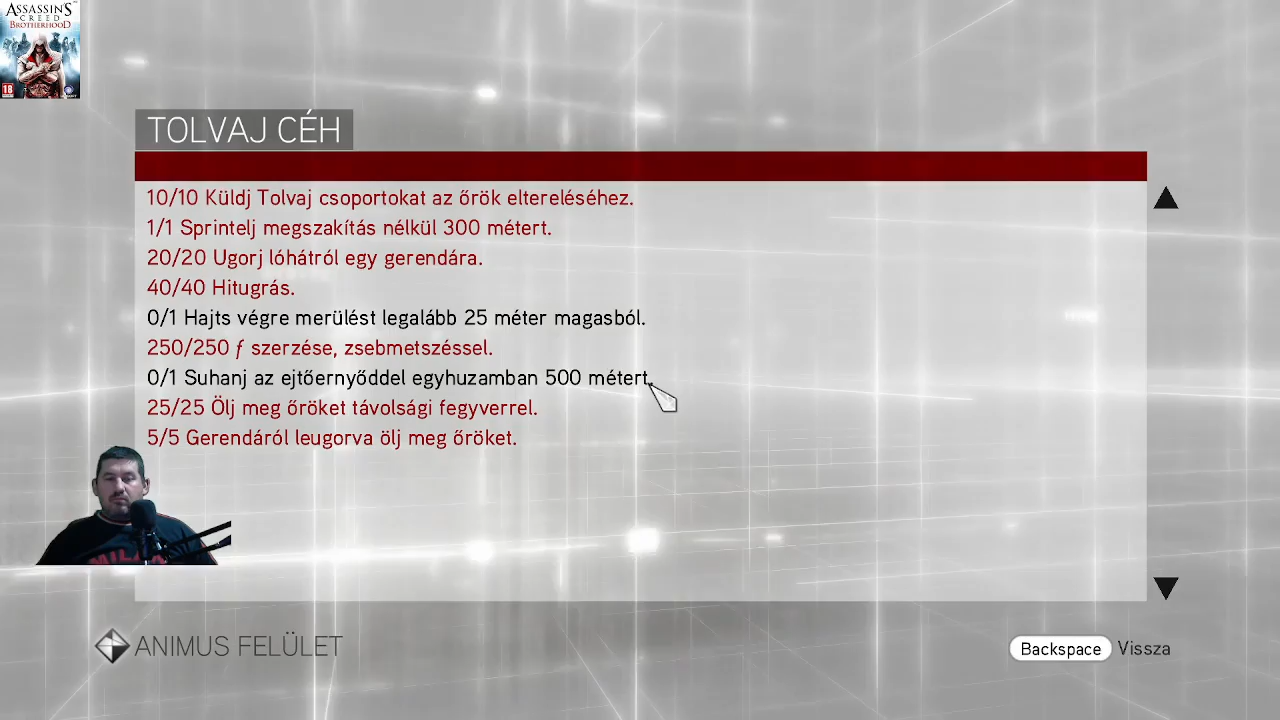 ASSASSIN'S
CREED
BROTHERHOOD
18
TOLVAJ CÉH
10/10 Küldj Tolvaj csoportokat az őrök eltereléséhez.
1/1 Sprintelj megszakítás nélkül 300 métert.
20/20 Ugorj lóhátról egy gerendára.
40/40 Hitugrás.
0/1 Hajts végre merülést legalább 25 méter magasból.
250/250 ƒ szerzése, zsebmetszéssel.
0/1 Suhanj az ejtőernyőddel egyhuzamban 500 métert.
25/25 Ölj meg őröket távolsági fegyverrel.
5/5 Gerendáról leugorva ölj meg őröket.
ANIMUS FELÜLET
Backspace Vissza